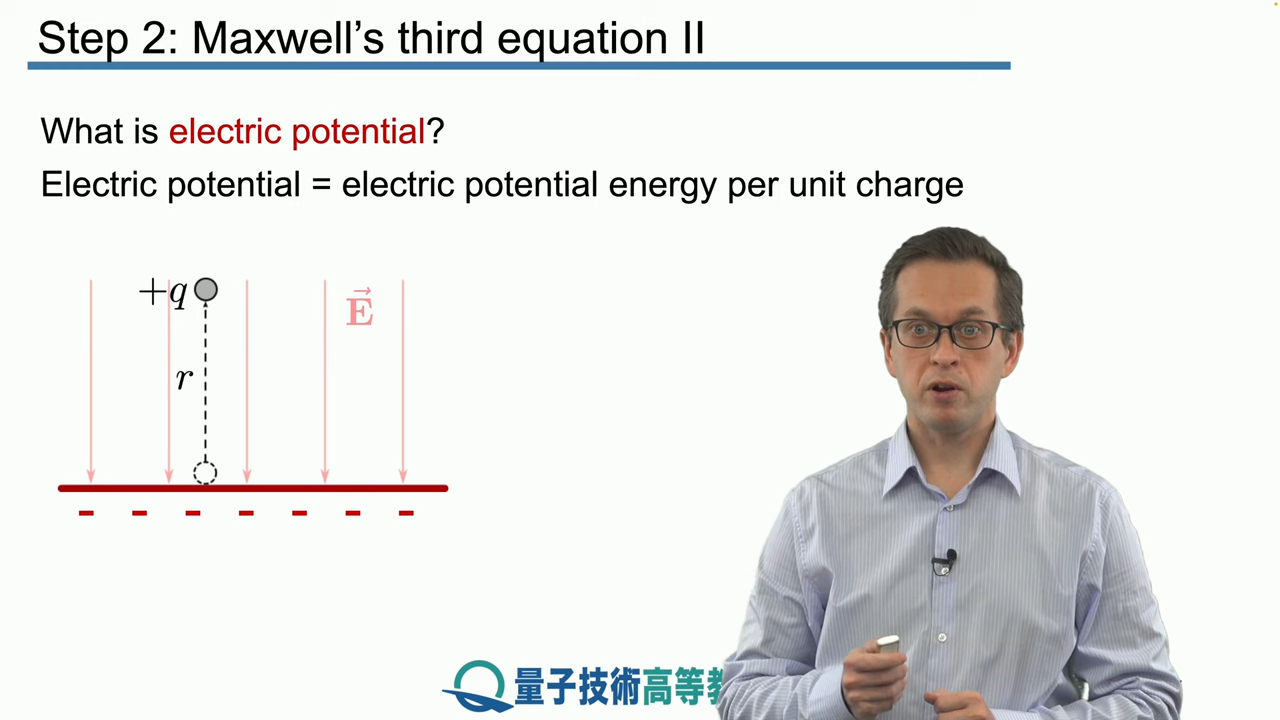 Step 2: Maxwell’s third equation II
What is electric potential?
Electric potential = electric potential energy per unit charge
+q
E
r
- - - - - - -
量子技術高等教